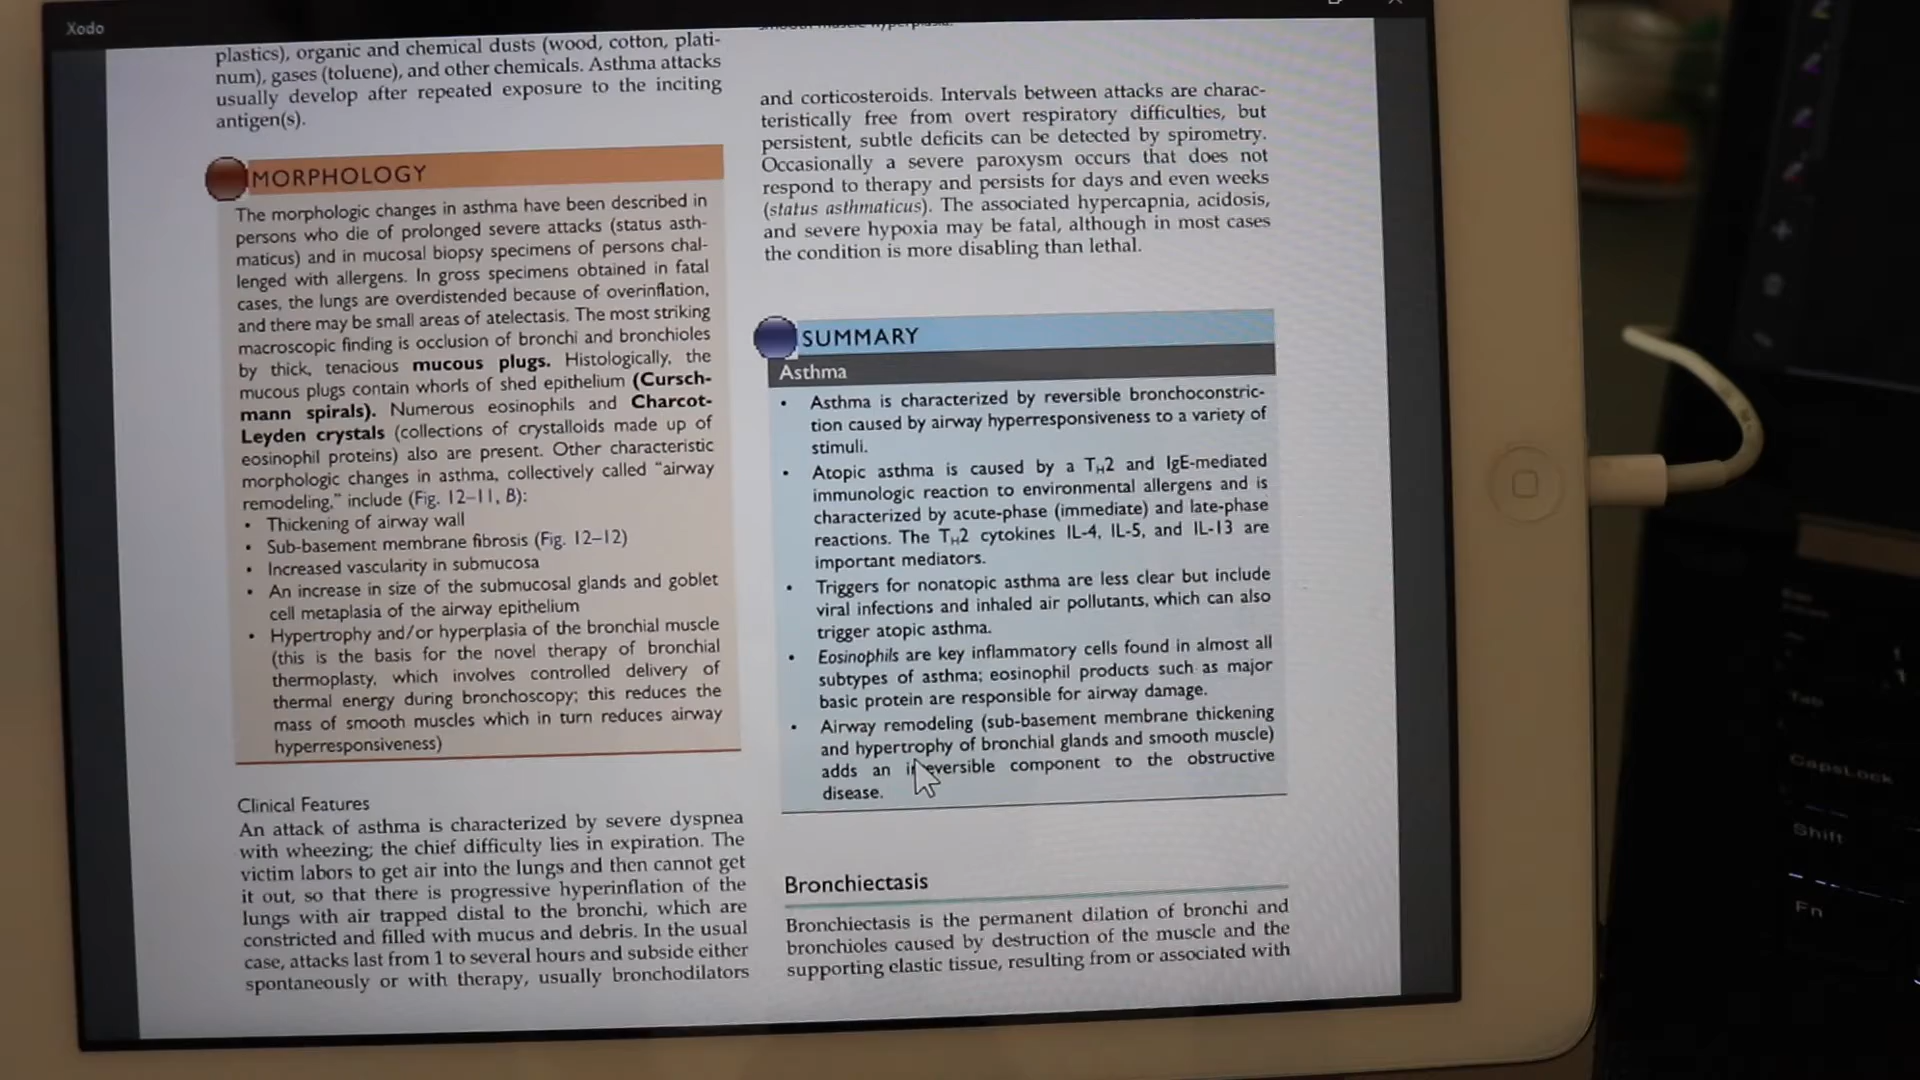 Xodo
plastics), organic and chemical dusts (wood, cotton, plati-
num), gases (toluene), and other chemicals. Asthma attacks
usually develop after repeated exposure to the inciting
antigen(s).
MORPHOLOGY
The morphologic changes in asthma have been described in
persons who die of prolonged severe attacks (status asth-
maticus) and in mucosal biopsy specimens of persons chal-
lenged with allergens. In gross specimens obtained in fatal
cases, the lungs are overdistended because of overinflation,
and there may be small areas of atelectasis. The most striking
macroscopic finding is occlusion of bronchi and bronchioles
by thick, tenacious mucous plugs. Histologically, the
mucous plugs contain whorls of shed epithelium (Cursch-
mann spirals). Numerous eosinophils and Charcot-
Leyden crystals (collections of crystalloids made up of
eosinophil proteins) also are present. Other characteristic
morphologic changes in asthma, collectively called “airway
remodeling,” include (Fig. 12–11, B):
• Thickening of airway wall
• Sub-basement membrane fibrosis (Fig. 12–12)
• Increased vascularity in submucosa
• An increase in size of the submucosal glands and goblet
cell metaplasia of the airway epithelium
• Hypertrophy and/or hyperplasia of the bronchial muscle
(this is the basis for the novel therapy of bronchial
thermoplasty, which involves controlled delivery of
thermal energy during bronchoscopy; this reduces the
mass of smooth muscles which in turn reduces airway
hyperresponsiveness)
Clinical Features
An attack of asthma is characterized by severe dyspnea
with wheezing; the chief difficulty lies in expiration. The
victim labors to get air into the lungs and then cannot get
it out, so that there is progressive hyperinflation of the
lungs with air trapped distal to the bronchi, which are
constricted and filled with mucus and debris. In the usual
case, attacks last from 1 to several hours and subside either
spontaneously or with therapy, usually bronchodilators
and corticosteroids. Intervals between attacks are charac-
teristically free from overt respiratory difficulties, but
persistent, subtle deficits can be detected by spirometry.
Occasionally a severe paroxysm occurs that does not
respond to therapy and persists for days and even weeks
(status asthmaticus). The associated hypercapnia, acidosis,
and severe hypoxia may be fatal, although in most cases
the condition is more disabling than lethal.
SUMMARY
Asthma
• Asthma is characterized by reversible bronchoconstric-
tion caused by airway hyperresponsiveness to a variety of
stimuli.
• Atopic asthma is caused by a TH2 and IgE-mediated
immunologic reaction to environmental allergens and is
characterized by acute-phase (immediate) and late-phase
reactions. The TH2 cytokines IL-4, IL-5, and IL-13 are
important mediators.
• Triggers for nonatopic asthma are less clear but include
viral infections and inhaled air pollutants, which can also
trigger atopic asthma.
• Eosinophils are key inflammatory cells found in almost all
subtypes of asthma; eosinophil products such as major
basic protein are responsible for airway damage.
• Airway remodeling (sub-basement membrane thickening
and hypertrophy of bronchial glands and smooth muscle)
adds an irreversible component to the obstructive
disease.
Bronchiectasis
Bronchiectasis is the permanent dilation of bronchi and
bronchioles caused by destruction of the muscle and the
supporting elastic tissue, resulting from or associated with
Tab
CapsLock
Shift
Fn